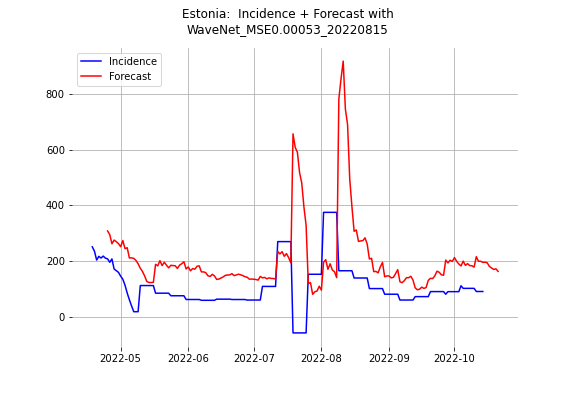 Estonia:  Incidence + Forecast with
WaveNet_MSE0.00053_20220815
Incidence
Forecast
800
600
400
200
0
2022-05
2022-06
2022-07
2022-08
2022-09
2022-10